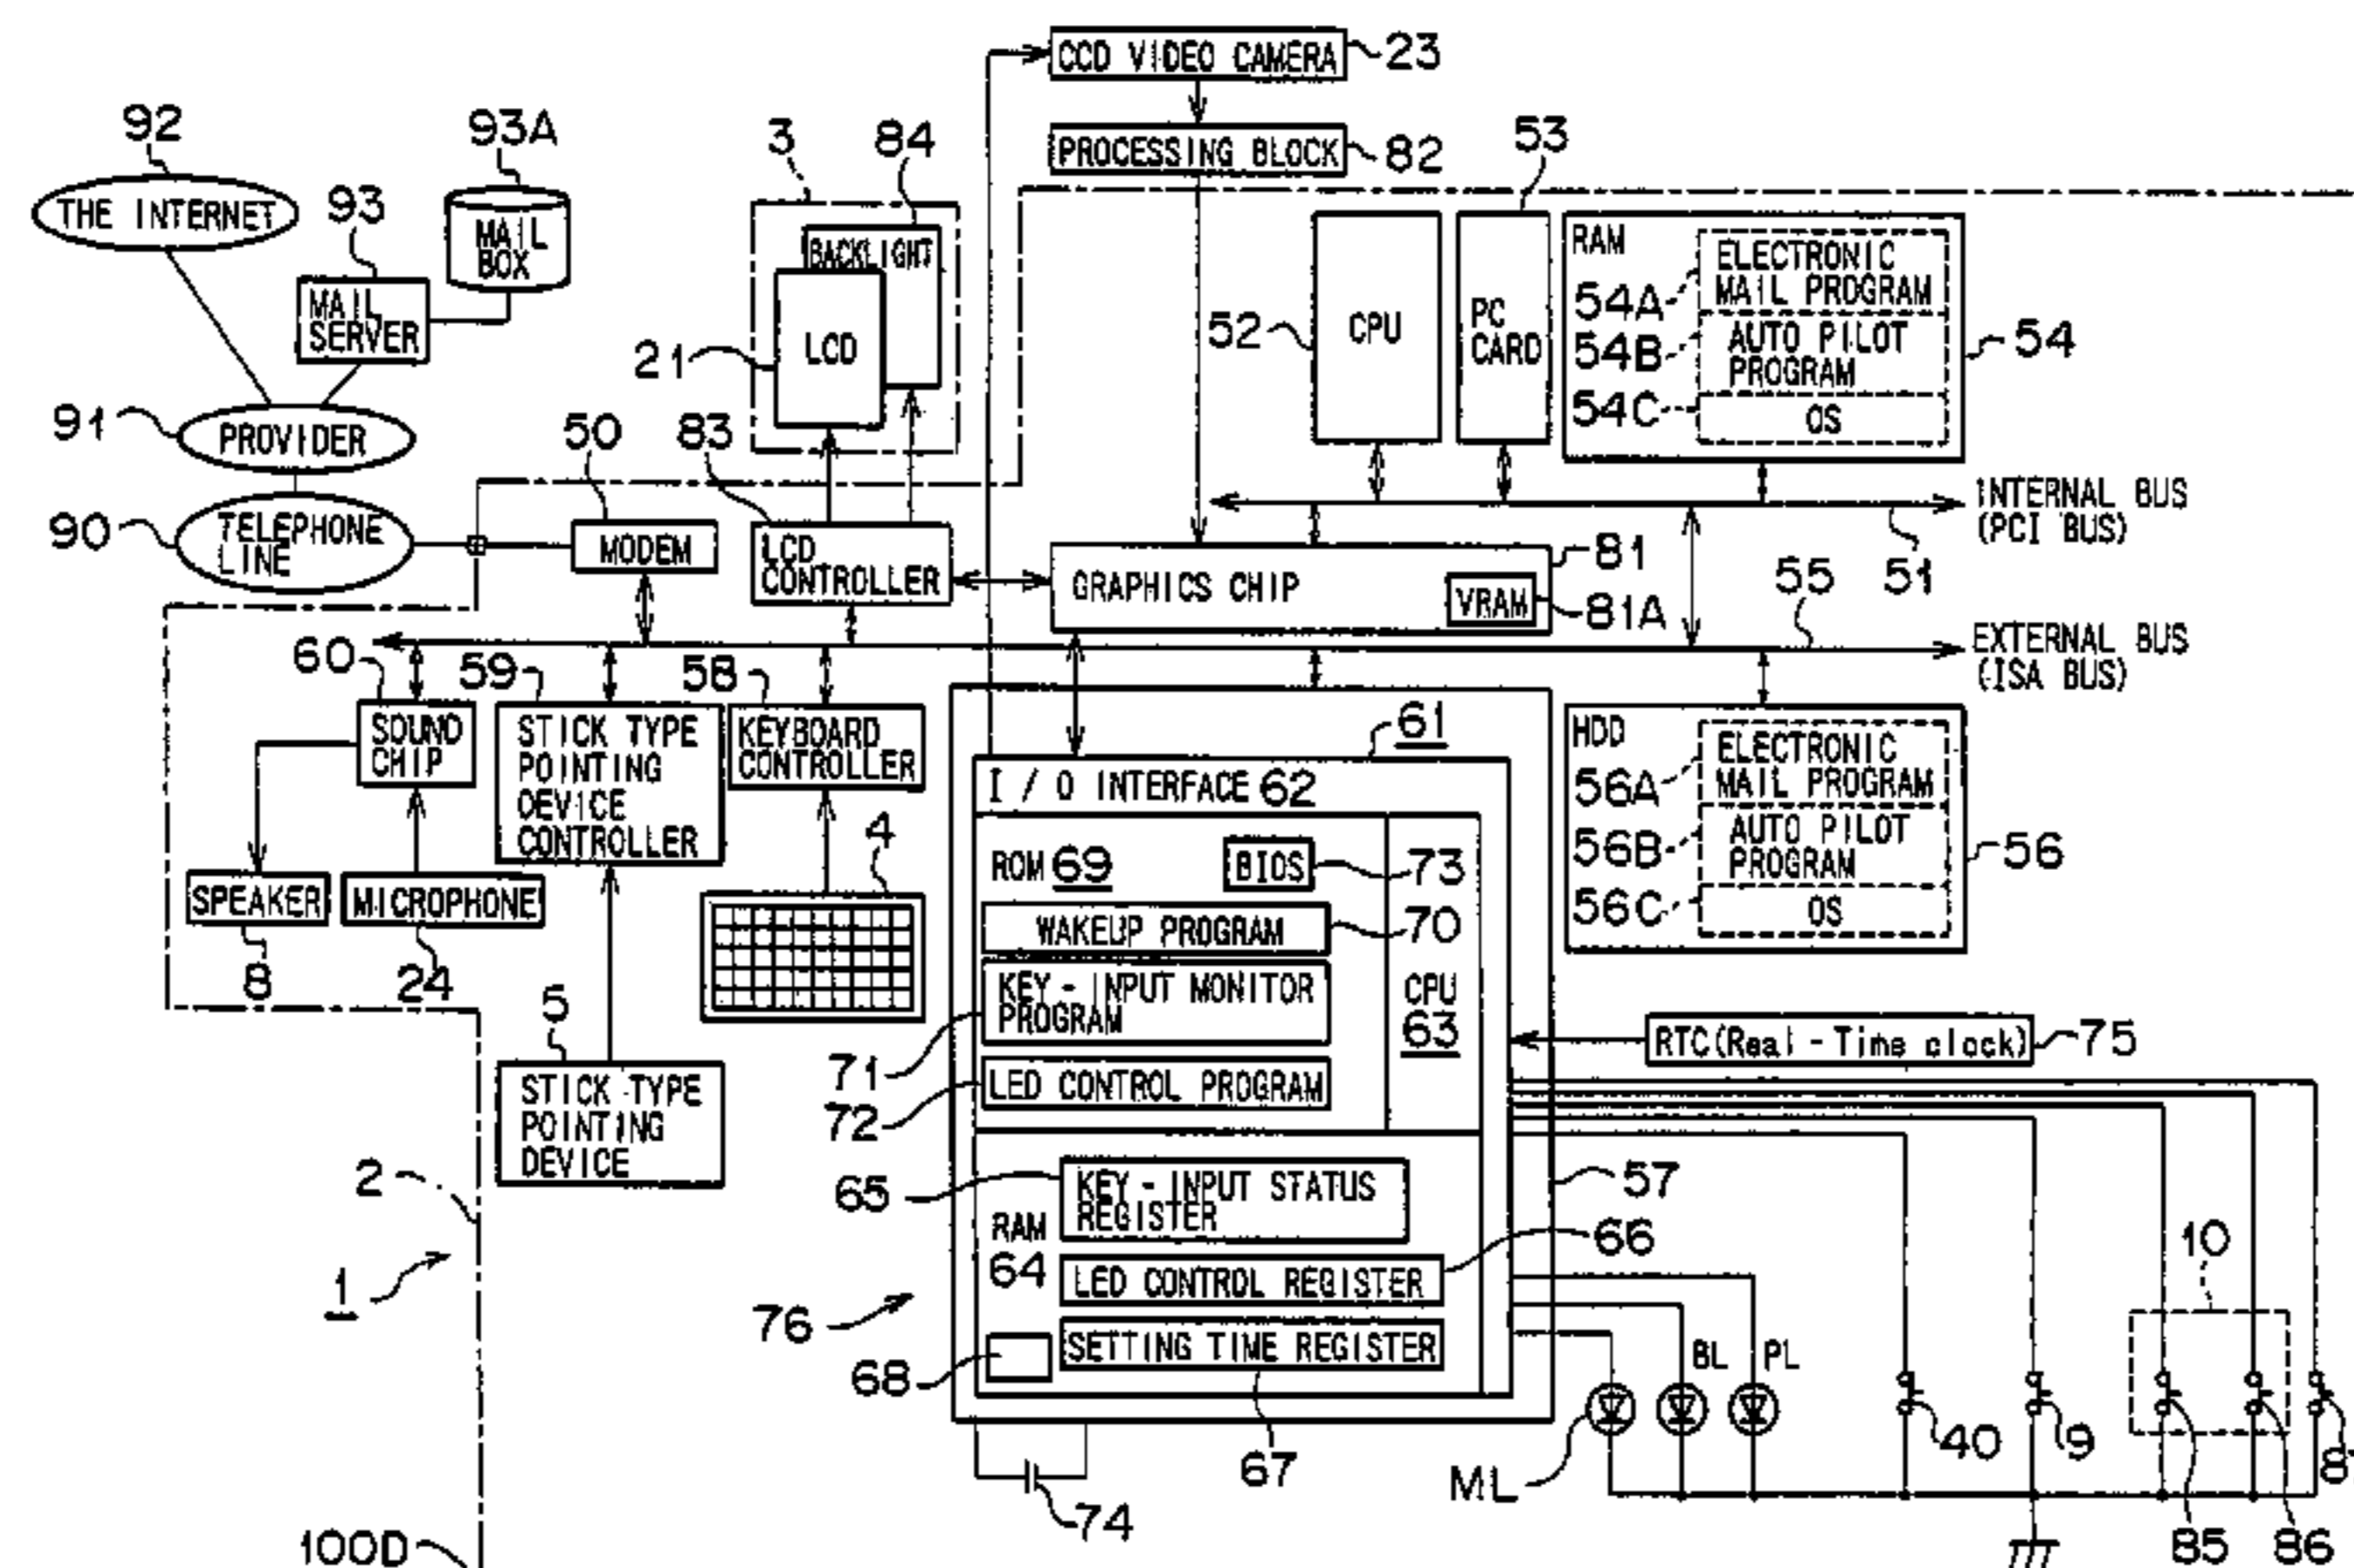 CCD VIDEO CAMERA
23
PROCESSING BLOCK
82
92
93A
3
84
53
THE INTERNET
93
MAIL
BOX
MAIL
SERVER
BACKLIGHT
LCD
21
52
CPU
PC
CARD
RAM
ELECTRONIC
MAIL PROGRAM
54A
AUTO PILOT
PROGRAM
54B
54C
OS
54
91
PROVIDER
50
83
90
TELEPHONE
LINE
MODEM
LCD
CONTROLLER
GRAPHICS CHIP
VRAM
81
81A
INTERNAL BUS
(PCI BUS)
51
55
EXTERNAL BUS
(ISA BUS)
60
59
58
SOUND
CHIP
STICK TYPE
POINTING
DEVICE
CONTROLLER
KEYBOARD
CONTROLLER
61
HDD
ELECTRONIC
MAIL PROGRAM
56A
AUTO PILOT
PROGRAM
56B
56C
OS
56
I / O INTERFACE 62
4
SPEAKER
MICROPHONE
8
24
5
STICK TYPE
POINTING
DEVICE
ROM 69
BIOS
73
WAKEUP PROGRAM
70
KEY - INPUT MONITOR
PROGRAM
71
LED CONTROL PROGRAM
72
CPU
63
RTC(Real - Time clock)
75
65
KEY - INPUT STATUS
REGISTER
57
RAM
64
LED CONTROL REGISTER
66
76
68
SETTING TIME REGISTER
67
2
1
10
BL
PL
ML
40
9
74
85
86
100D